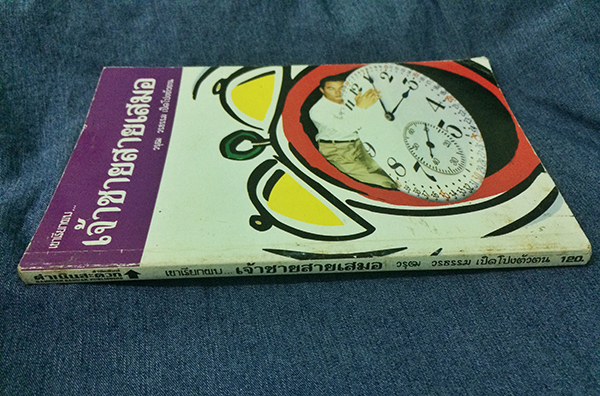 เขาเรียกผม...
เจ้าชายสายเสมอ
วรุฒ วรธรรม เปิดโปงตัวตน
เขาเรียกผม... เจ้าชายสายเสมอ วรุฒ วรธรรม เปิดโปงตัวตน 120.